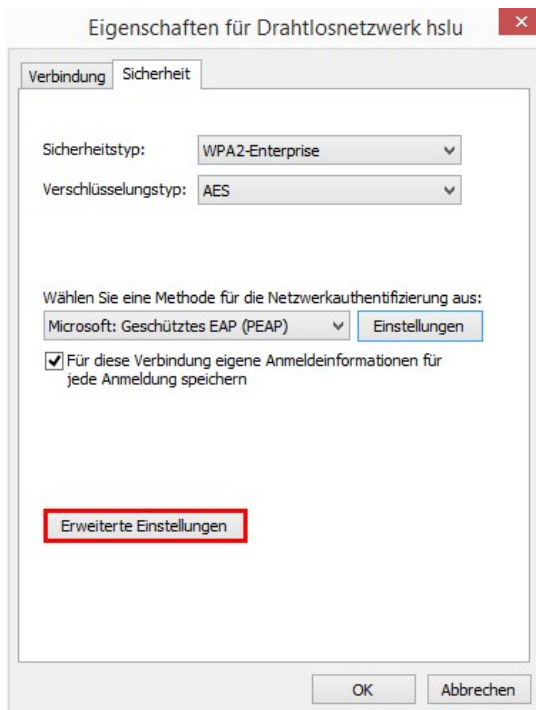 Eigenschaften für Drahtlosnetzwerk hslu
Verbindung Sicherheit
Sicherheitstyp: WPA2-Enterprise
Verschlüsselungstyp: AES
Wählen Sie eine Methode für die Netzwerkauthentifizierung aus:
Microsoft: Geschütztes EAP (PEAP) Einstellungen
Für diese Verbindung eigene Anmeldeinformationen für
jede Anmeldung speichern
Erweiterte Einstellungen
OK Abbrechen